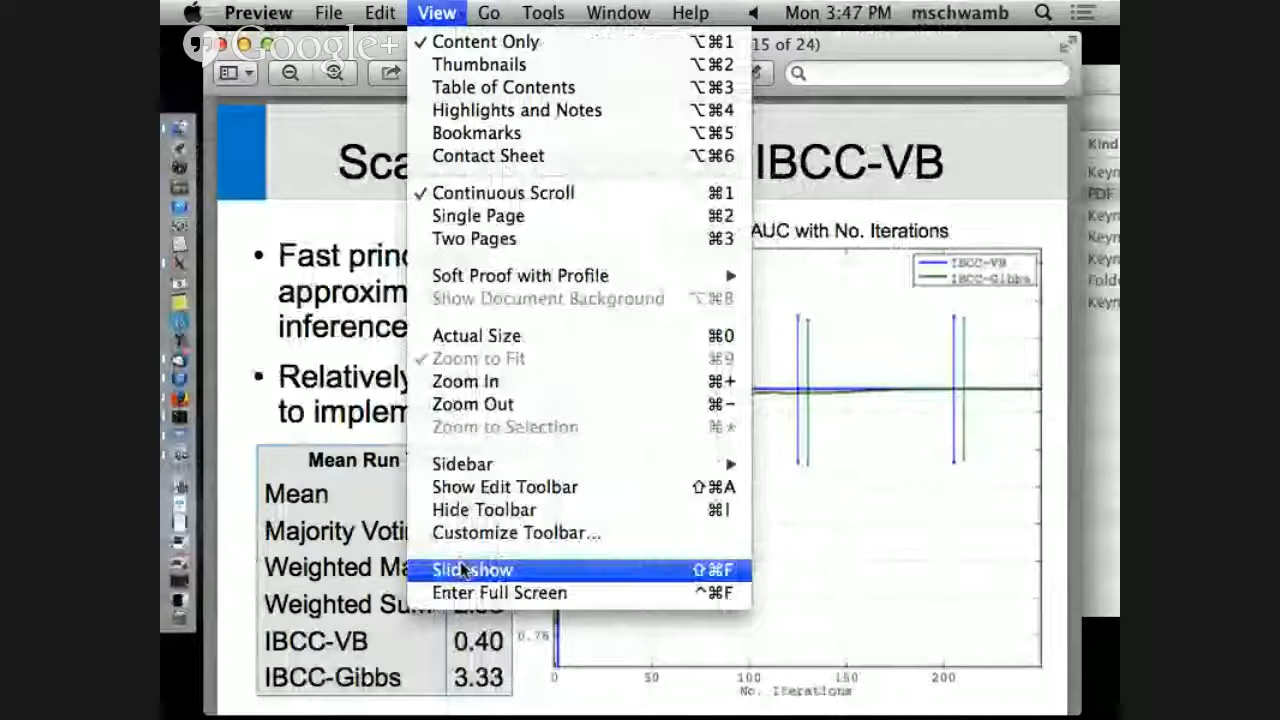 Preview File Edit View Go Tools Window Help Mon 3:47 PM mschwamb
Google+
15 of 24)
✓ Content Only ⌥⌘1
Thumbnails ⌥⌘2
Table of Contents ⌥⌘3
Highlights and Notes ⌥⌘4
Bookmarks ⌥⌘5
Contact Sheet ⌥⌘6
✓ Continuous Scroll ⌘1
Single Page ⌘2
Two Pages ⌘3
Soft Proof with Profile
Show Document Background ⌥⌘B
Actual Size ⌘0
✓ Zoom to Fit ⌘9
Zoom In ⌘+
Zoom Out ⌘−
Zoom to Selection ⌘*
Sidebar
Show Edit Toolbar ⇧⌘A
Hide Toolbar ⌘I
Customize Toolbar...
Slideshow ⇧⌘F
Enter Full Screen ^⌘F
Sca IBCC-VB
• Fast prin
approxim
inference
• Relatively
to implem
Mean Run
Mean
Majority Voti
Weighted Ma
Weighted Su
IBCC-VB 0.40
IBCC-Gibbs 3.33
AUC with No. Iterations
IBCC-VB
IBCC-Gibbs
0 50 100 150 200
No. Iterations
Kind
Keyn
PDF
Keyn
Keyn
Keyn
Folde
Keyn